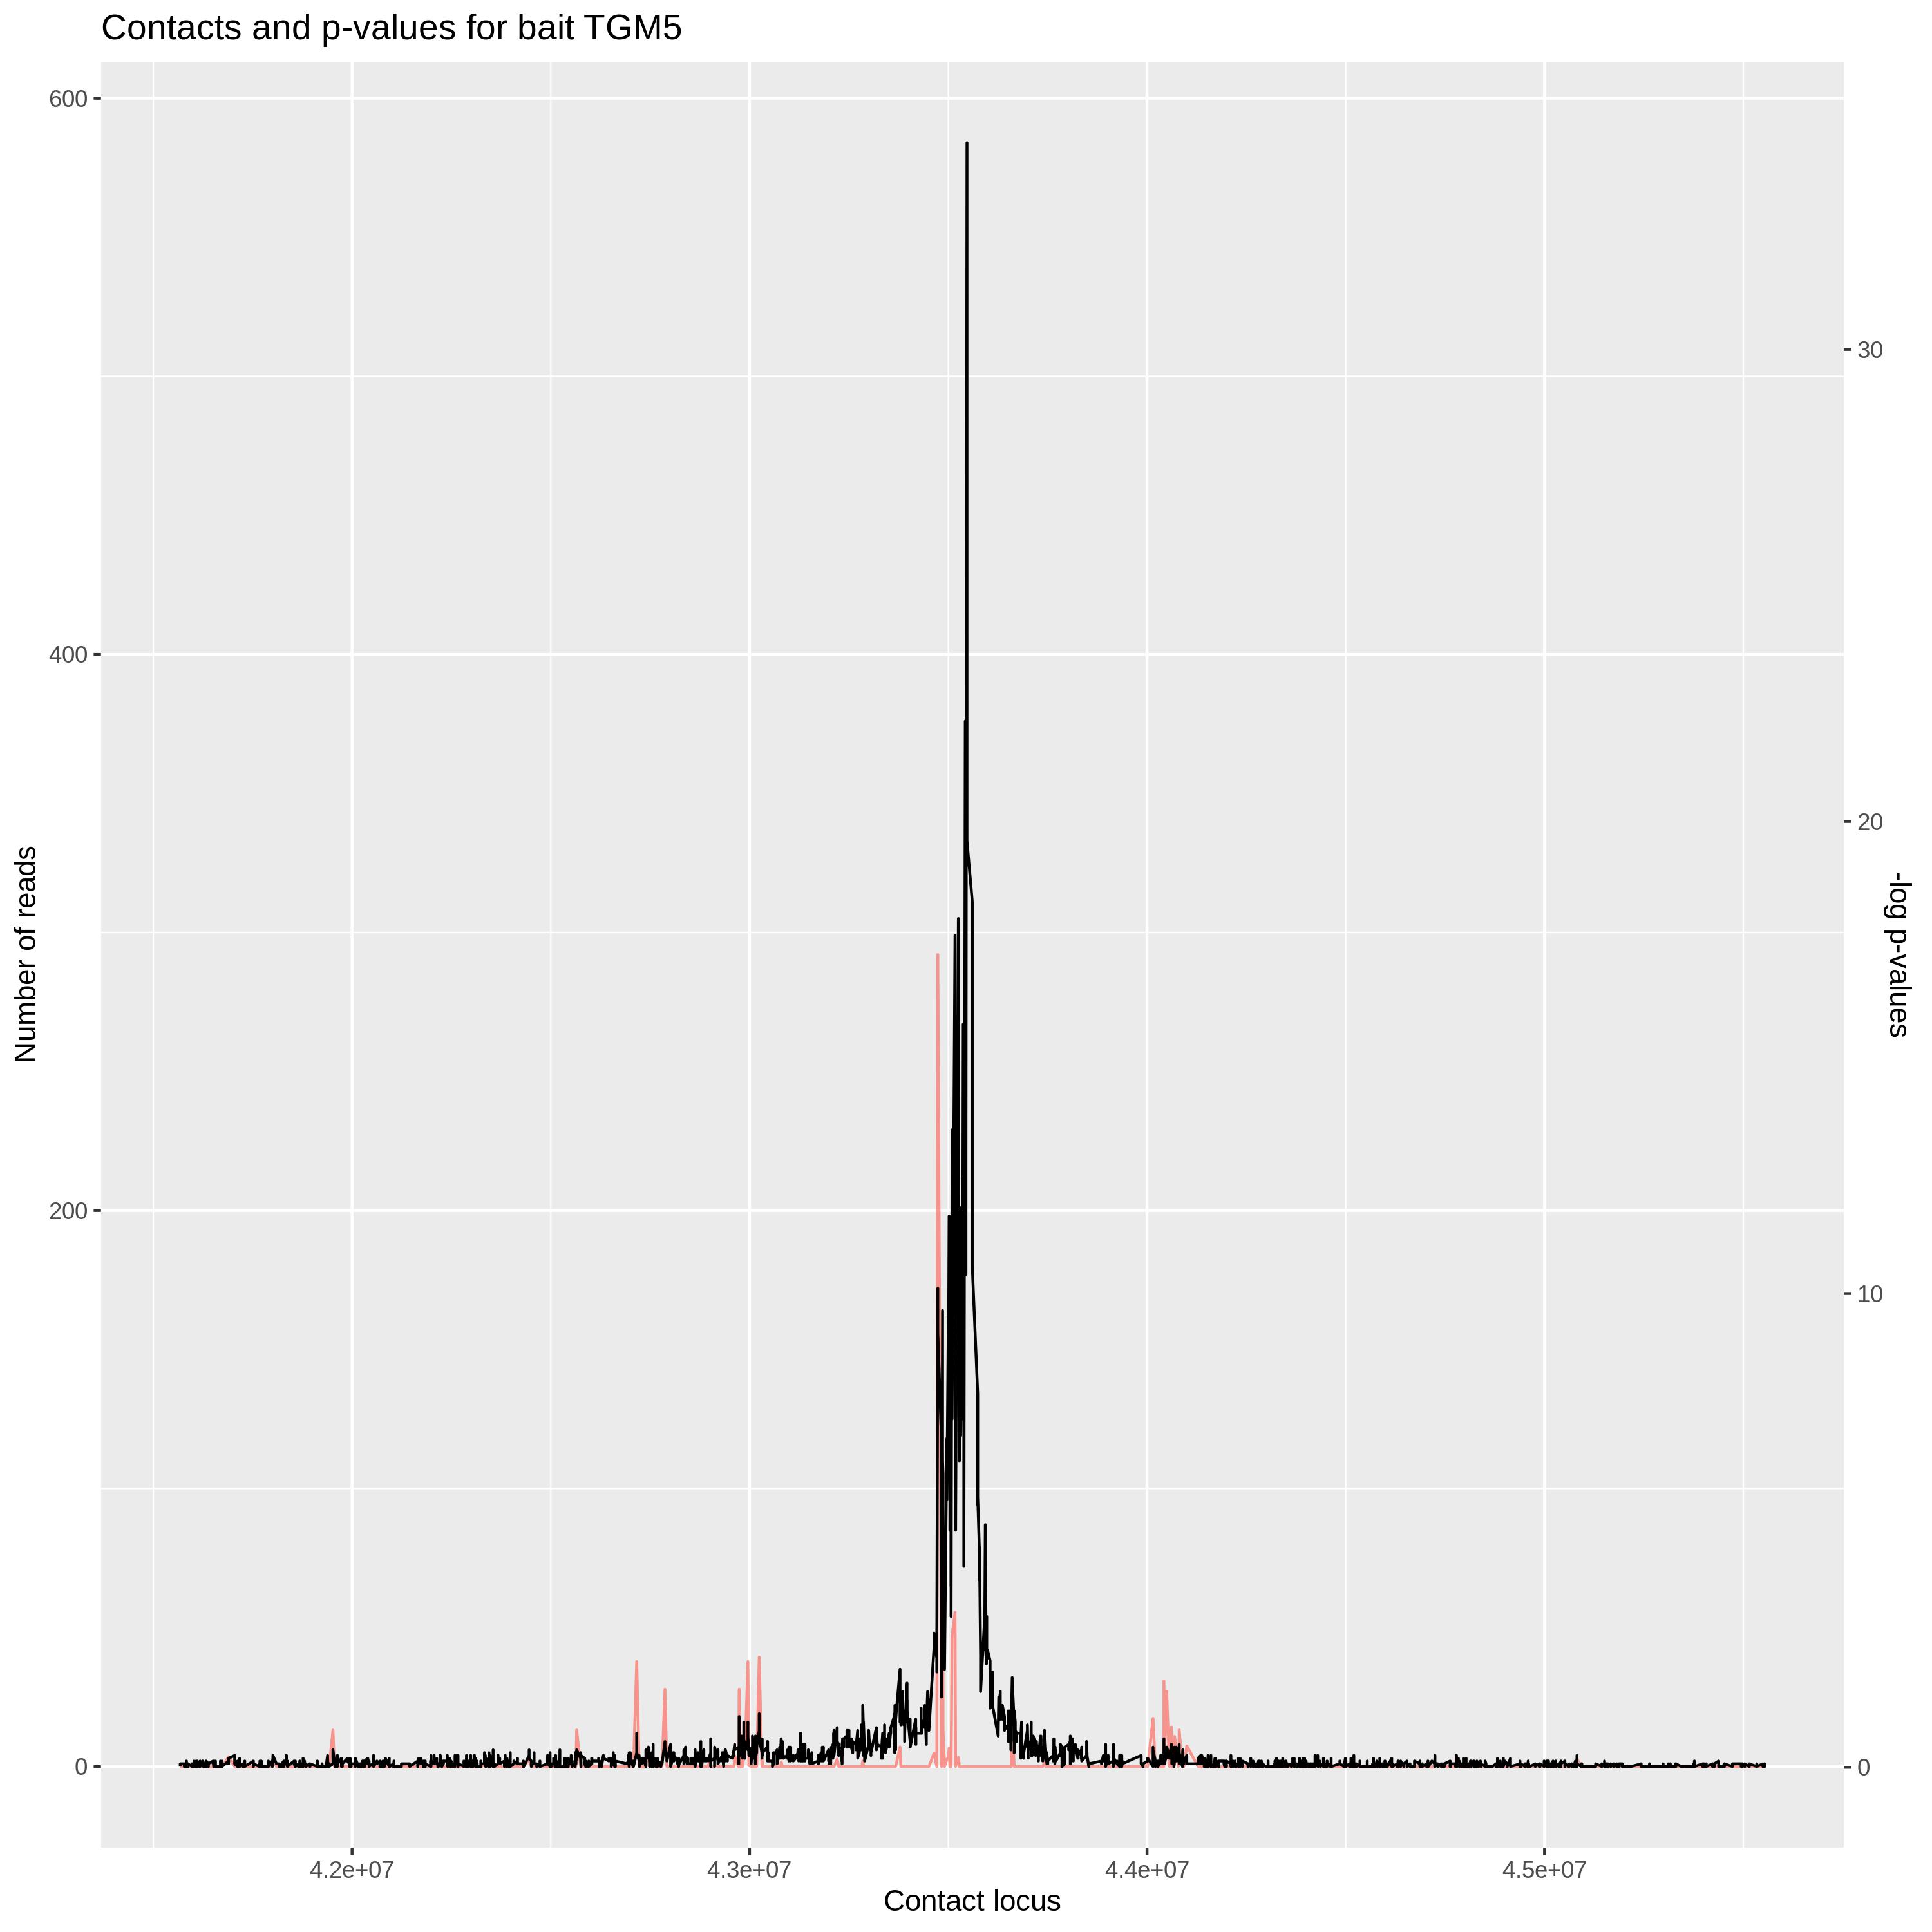 Contacts and p-values for bait TGM5
600
400
200
0
Number of reads
30
20
10
0
-log p-values
4.2e+07
4.3e+07
4.4e+07
4.5e+07
Contact locus